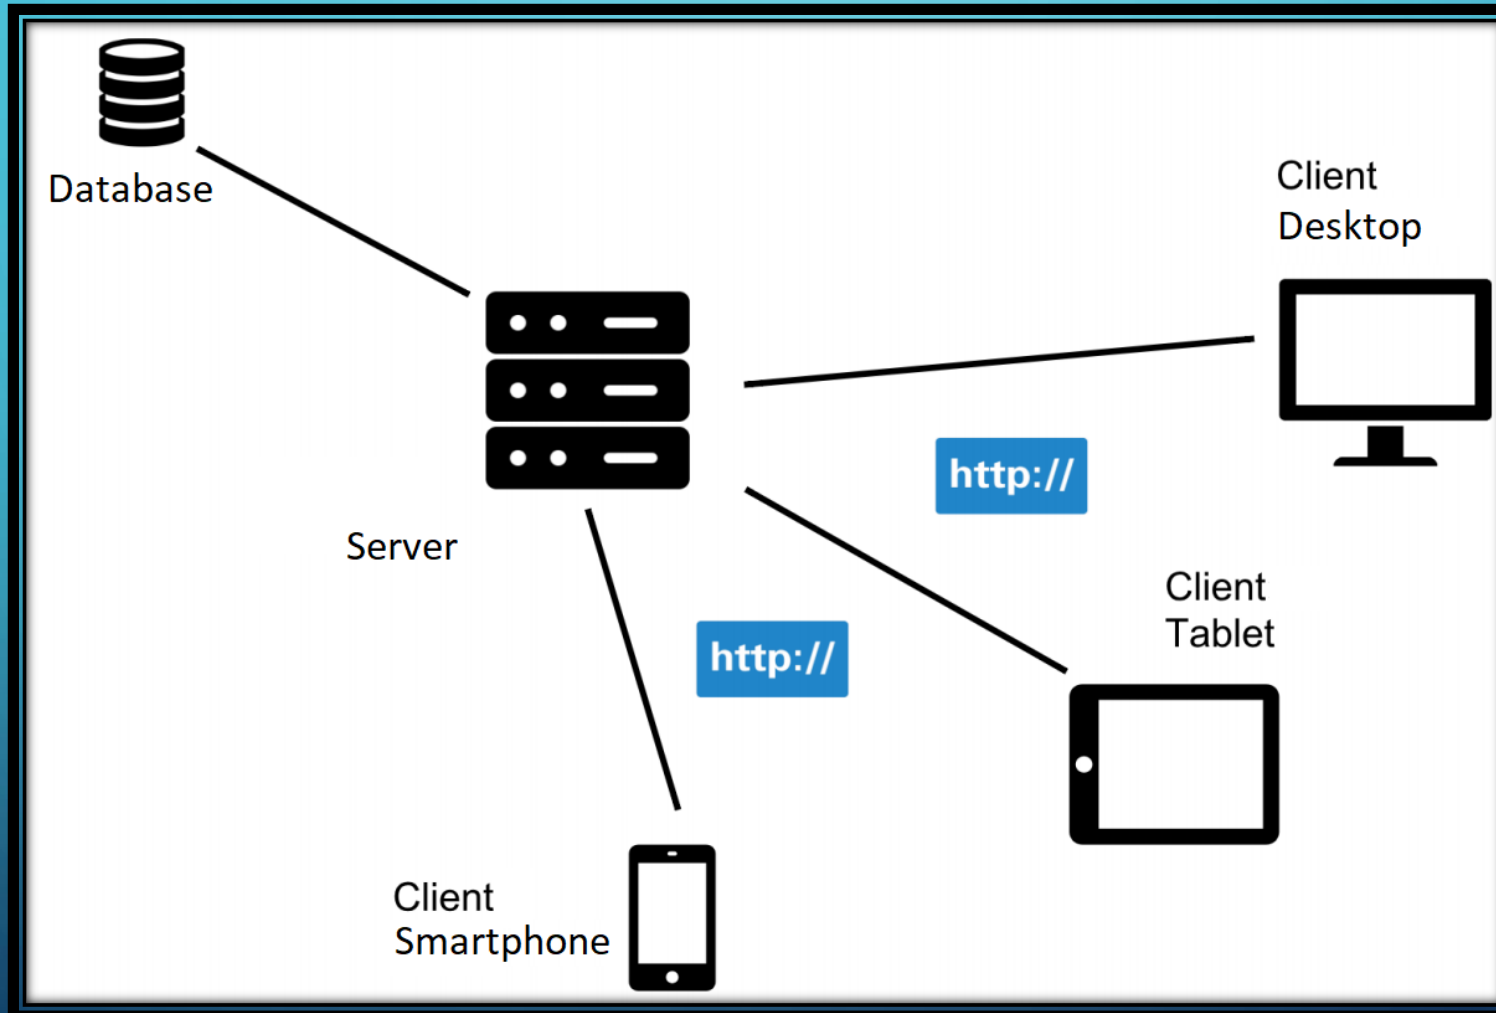 Database
Client
Desktop
http://
Server
Client
Tablet
http://
Client
Smartphone